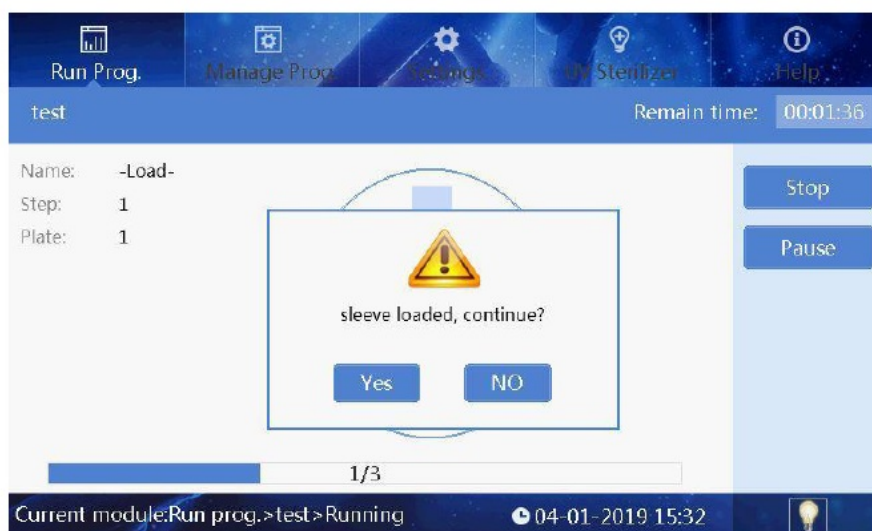 Run Prog.
Manage Prog.
Settings
UV Sterilizer
Help
test
Remain time: 00:01:36
Name: -Load-
Step: 1
Plate: 1
Stop
Pause
sleeve loaded, continue?
Yes NO
1/3
Current module:Run prog.>test>Running 04-01-2019 15:32